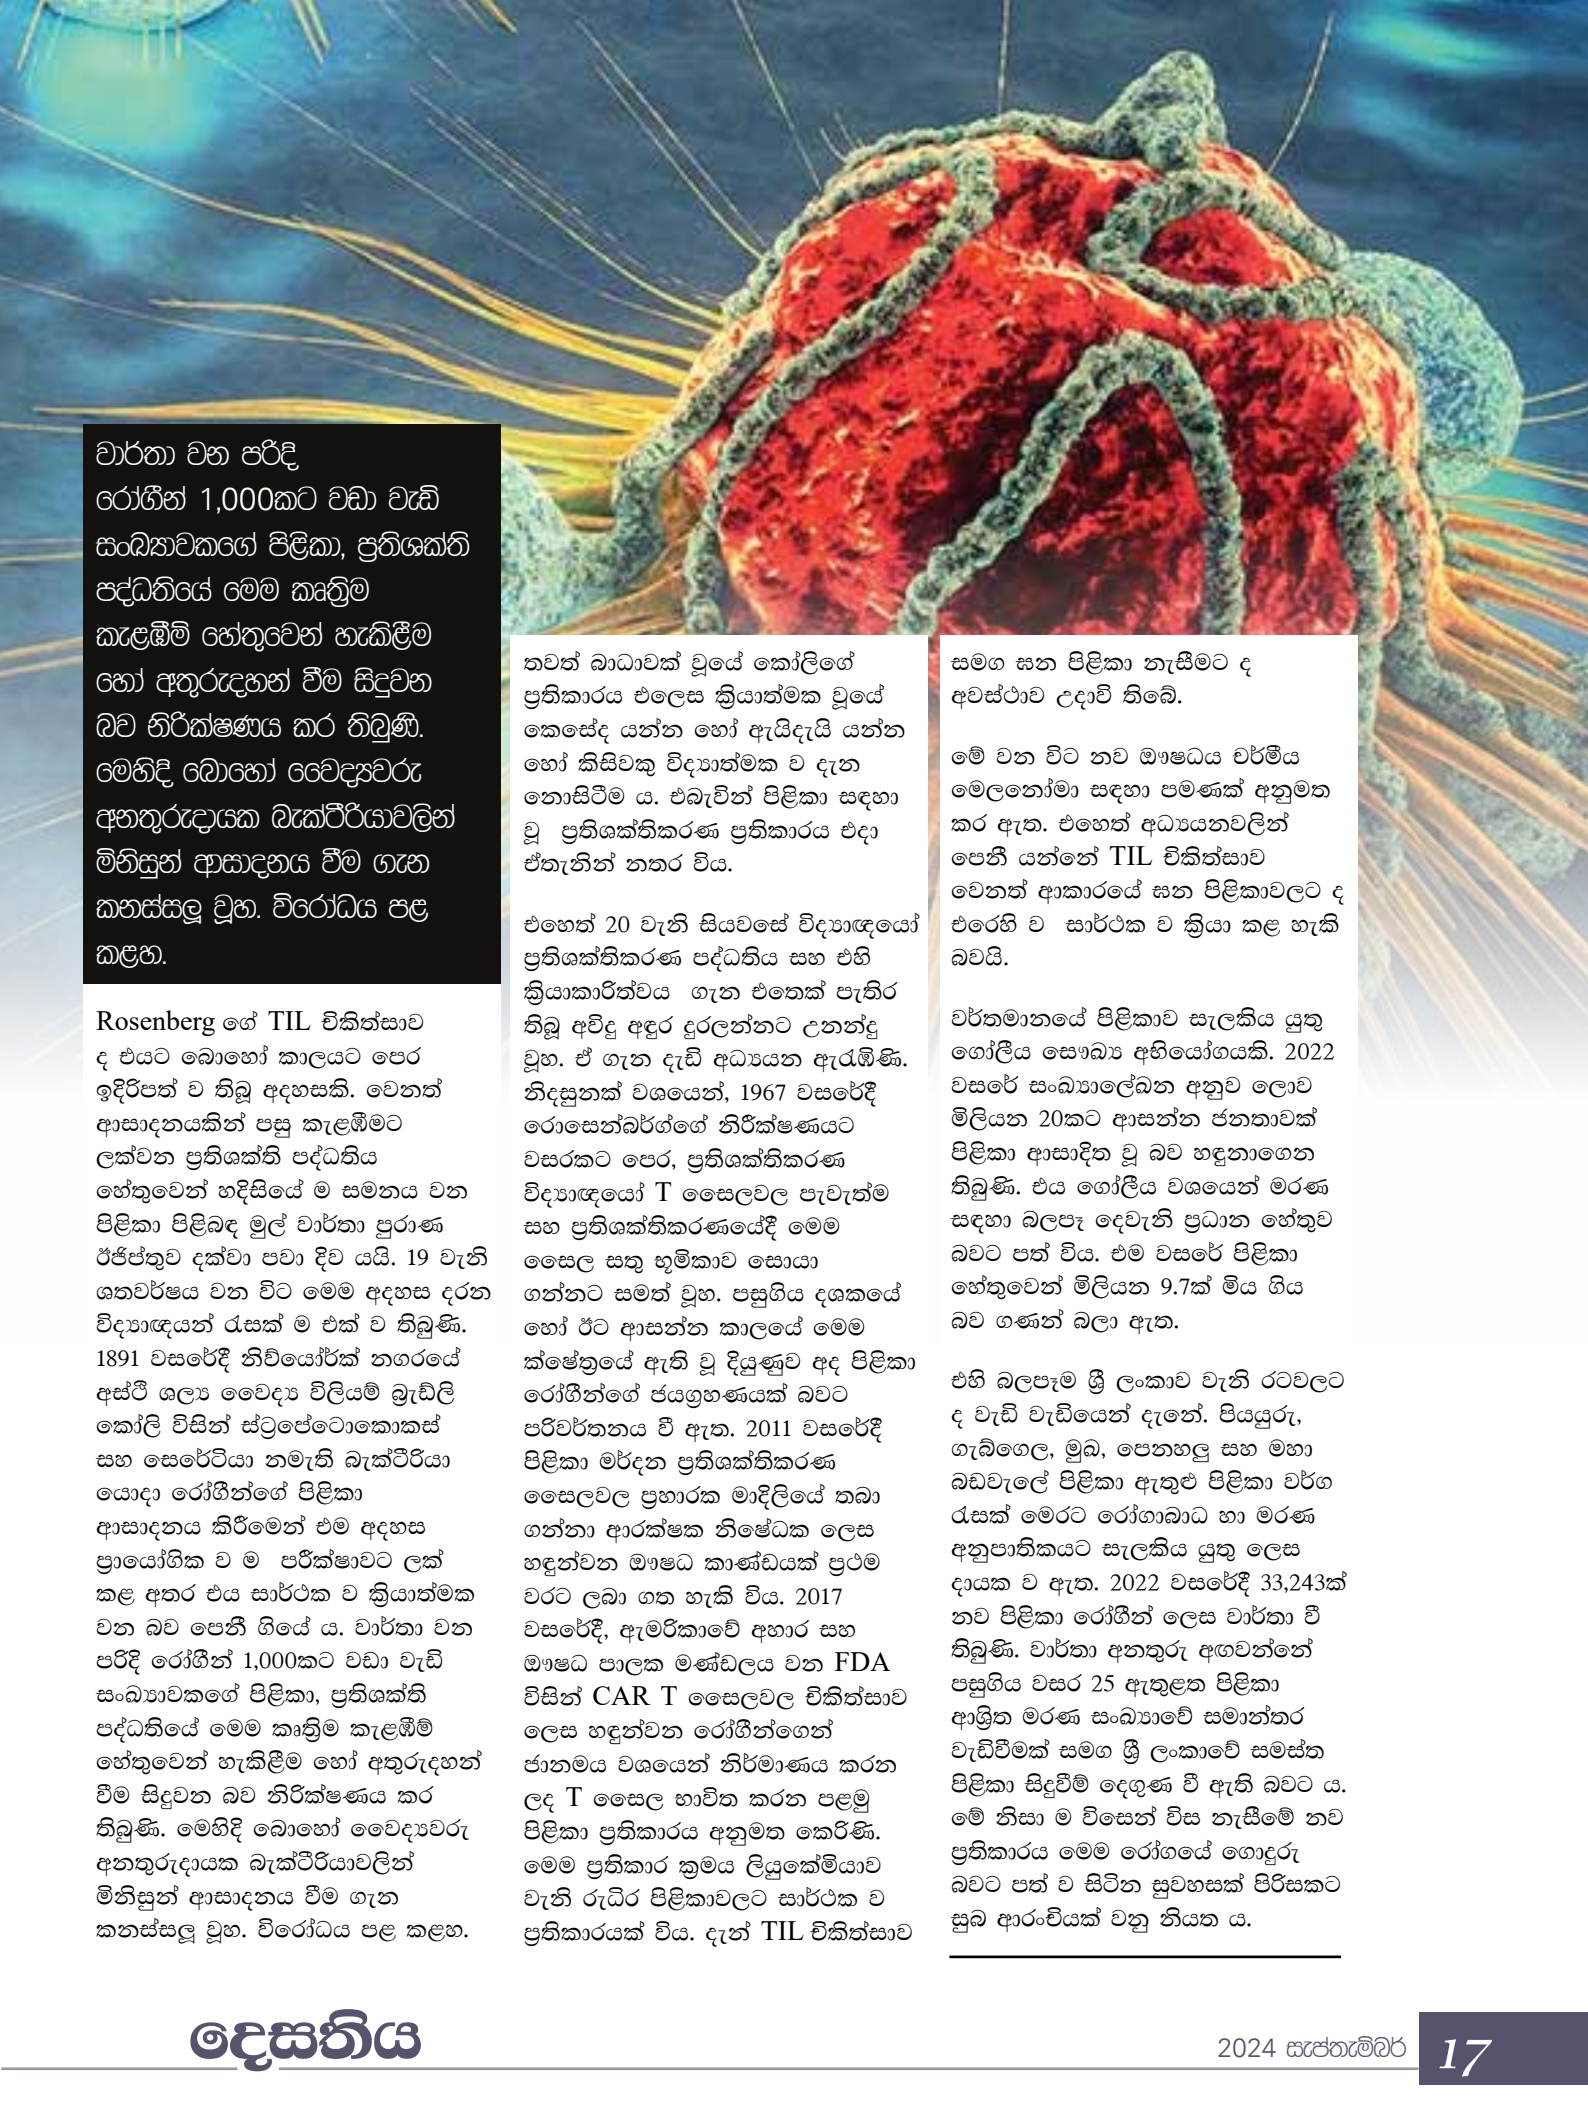 වාර්තා වන පරිදි
රෝගීන් 1,000කට වඩා වැඩි
සංඛ්‍යාවකගේ පිළිකා, ප්‍රතිශක්ති
පද්ධතියේ මෙම කෘත්‍රිම
කැළඹීම් හේතුවෙන් හැකිළීම
හෝ අතුරුදහන් වීම සිදුවන
බව නිරීක්ෂණය කර තිබුණි.
මෙහිදි බොහෝ වෛද්‍යවරු
අනතුරුදායක බැක්ටීරියාවලින්
මිනිසුන් ආසාදනය වීම ගැන
කනස්සලූ වූහ. විරෝධය පළ
කළහ.
Rosenberg ගේ TIL චිකිත්සාව
ද එයට බොහෝ කාලයට පෙර
ඉදිරිපත් ව තිබූ අදහසකි. වෙනත්
ආසාදනයකින් පසු කැළඹීමට
ලක්වන ප්‍රතිශක්ති පද්ධතිය
හේතුවෙන් හදිසියේ ම සමනය වන
පිළිකා පිළිබඳ මුල් වාර්තා පුරාණ
ඊජිප්තුව දක්වා පවා දිව යයි. 19 වැනි
ශතවර්ෂය වන විට මෙම අදහස දරන
විද්‍යාඥයන් රැසක් ම එක් ව තිබුණි.
1891 වසරේදී නිව්යෝර්ක් නගරයේ
අස්ථි ශල්‍ය වෛද්‍ය විලියම් බ්‍රැඩ්ලි
කෝලි විසින් ස්ට්‍රපේටොකොකස්
සහ සෙරේටියා නමැති බැක්ටීරියා
යොදා රෝගීන්ගේ පිළිකා
ආසාදනය කිරීමෙන් එම අදහස
ප්‍රායෝගික ව ම පරීක්ෂාවට ලක්
කළ අතර එය සාර්ථක ව ක්‍රියාත්මක
වන බව පෙනී ගියේ ය. වාර්තා වන
පරිදි රෝගීන් 1,000කට වඩා වැඩි
සංඛ්‍යාවකගේ පිළිකා, ප්‍රතිශක්ති
පද්ධතියේ මෙම කෘත්‍රිම කැළඹීම්
හේතුවෙන් හැකිළීම හෝ අතුරුදහන්
වීම සිදුවන බව නිරීක්ෂණය කර
තිබුණි. මෙහිදි බොහෝ වෛද්‍යවරු
අනතුරුදායක බැක්ටීරියාවලින්
මිනිසුන් ආසාදනය වීම ගැන
කනස්සලූ වූහ. විරෝධය පළ කළහ.
තවත් බාධාවක් වූයේ කෝලිගේ
ප්‍රතිකාරය එලෙස ක්‍රියාත්මක වූයේ
කෙසේද යන්න හෝ ඇයිදැයි යන්න
හෝ කිසිවකු විද්‍යාත්මක ව දැන
නොසිටීම ය. එබැවින් පිළිකා සඳහා
වූ ප්‍රතිශක්තිකරණ ප්‍රතිකාරය එදා
ඒතැනින් නතර විය.
එහෙත් 20 වැනි සියවසේ විද්‍යාඥයෝ
ප්‍රතිශක්තිකරණ පද්ධතිය සහ එහි
ක්‍රියාකාරිත්වය ගැන එතෙක් පැතිර
තිබූ අවිදු අඳුර දුරලන්නට උනන්දු
වූහ. ඒ ගැන දැඩි අධ්‍යයන ඇරැඹිණි.
නිදසුනක් වශයෙන්, 1967 වසරේදී
රොසෙන්බර්ග්ගේ නිරීක්ෂණයට
වසරකට පෙර, ප්‍රතිශක්තිකරණ
විද්‍යාඥයෝ T සෛලවල පැවැත්ම
සහ ප්‍රතිශක්තිකරණයේදී මෙම
සෛල සතු භූමිකාව සොයා
ගන්නට සමත් වූහ. පසුගිය දශකයේ
හෝ ඊට ආසන්න කාලයේ මෙම
ක්ෂේත්‍රයේ ඇති වූ දියුණුව අද පිළිකා
රෝගීන්ගේ ජයග්‍රහණයක් බවට
පරිවර්තනය වී ඇත. 2011 වසරේදී
පිළිකා මර්දන ප්‍රතිශක්තිකරණ
සෛලවල ප්‍රහාරක මාදිලියේ තබා
ගන්නා ආරක්ෂක නිෂේධක ලෙස
හඳුන්වන ඖෂධ කාණ්ඩයක් ප්‍රථම
වරට ලබා ගත හැකි විය. 2017
වසරේදී, ඇමරිකාවේ අහාර සහ
ඖෂධ පාලක මණ්ඩලය වන FDA
විසින් CAR T සෛලවල චිකිත්සාව
ලෙස හඳුන්වන රෝගීන්ගෙන්
ජානමය වශයෙන් නිර්මාණය කරන
ලද T සෛල භාවිත කරන පළමු
පිළිකා ප්‍රතිකාරය අනුමත කෙරිණි.
මෙම ප්‍රතිකාර ක්‍රමය ලියුකේමියාව
වැනි රුධිර පිළිකාවලට සාර්ථක ව
ප්‍රතිකාරයක් විය. දැන් TIL චිකිත්සාව
සමග ඝන පිළිකා නැසීමට ද
අවස්ථාව උදාවි තිබේ.
මේ වන විට නව ඖෂධය චර්මීය
මෙලනෝමා සඳහා පමණක් අනුමත
කර ඇත. එහෙත් අධ්‍යයනවලින්
පෙනී යන්නේ TIL චිකිත්සාව
වෙනත් ආකාරයේ ඝන පිළිකාවලට ද
එරෙහි ව සාර්ථක ව ක්‍රියා කළ හැකි
බවයි.
වර්තමානයේ පිළිකාව සැලකිය යුතු
ගෝලීය සෞඛ්‍ය අභියෝගයකි. 2022
වසරේ සංඛ්‍යාලේඛන අනුව ලොව
මිලියන 20කට ආසන්න ජනතාවක්
පිළිකා ආසාදිත වූ බව හඳුනාගෙන
තිබුණි. එය ගෝලීය වශයෙන් මරණ
සඳහා බලපෑ දෙවැනි ප්‍රධාන හේතුව
බවට පත් විය. එම වසරේ පිළිකා
හේතුවෙන් මිලියන 9.7ක් මිය ගිය
බව ගණන් බලා ඇත.
එහි බලපෑම ශ්‍රී ලංකාව වැනි රටවලට
ද වැඩි වැඩියෙන් දැනේ. පියයුරු,
ගැබ්ගෙල, මුඛ, පෙනහලු සහ මහා
බඩවැලේ පිළිකා ඇතුළු පිළිකා වර්ග
රැසක් මෙරට රෝගාබාධ හා මරණ
අනුපාතිකයට සැලකිය යුතු ලෙස
දායක ව ඇත. 2022 වසරේදී 33,243ක්
නව පිළිකා රෝගීන් ලෙස වාර්තා වී
තිබුණි. වාර්තා අනතුරු අඟවන්නේ
පසුගිය වසර 25 ඇතුළත පිළිකා
ආශ්‍රිත මරණ සංඛ්‍යාවේ සමාන්තර
වැඩිවීමක් සමග ශ්‍රී ලංකාවේ සමස්ත
පිළිකා සිදුවීම් දෙගුණ වී ඇති බවට ය.
මේ නිසා ම විසෙන් විස නැසීමේ නව
ප්‍රතිකාරය මෙම රෝගයේ ගොදුරු
බවට පත් ව සිටින සුවහසක් පිරිසකට
සුබ ආරංචියක් වනු නියත ය.
දෙසතිය
2024 සැප්තැම්බර් 17